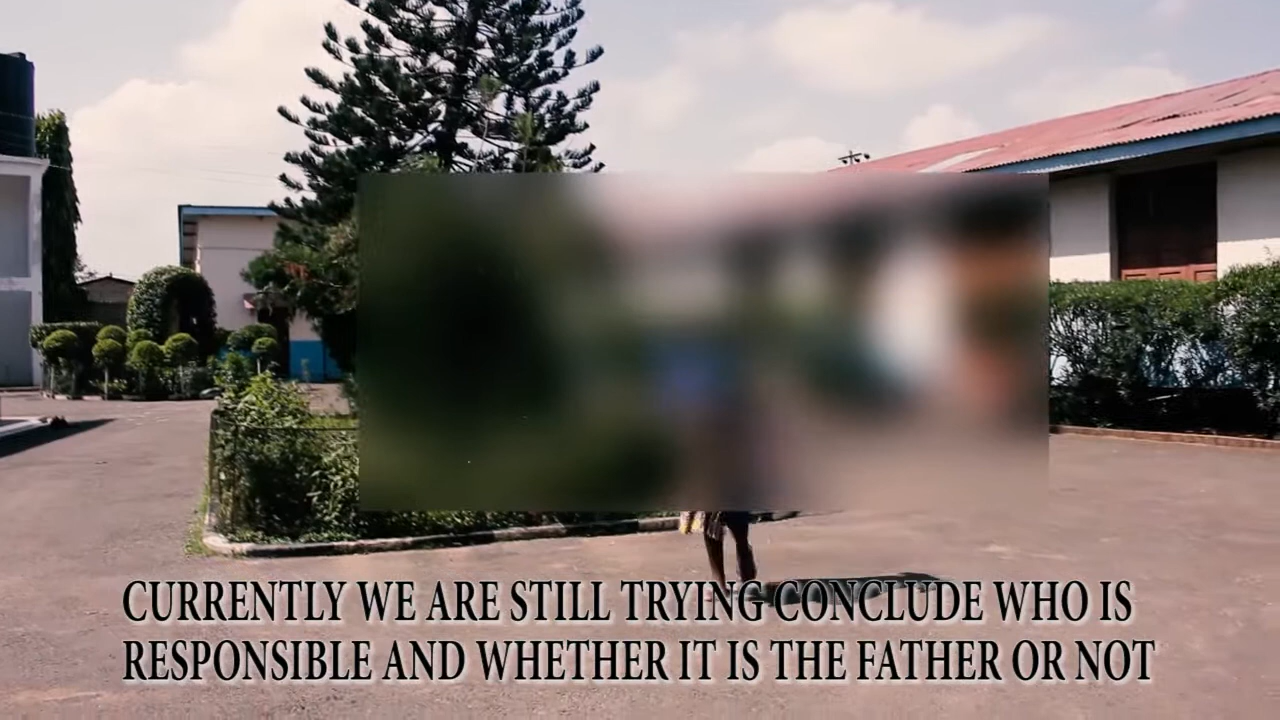 CURRENTLY WE ARE STILL TRYING CONCLUDE WHO IS
RESPONSIBLE AND WHETHER IT IS THE FATHER OR NOT